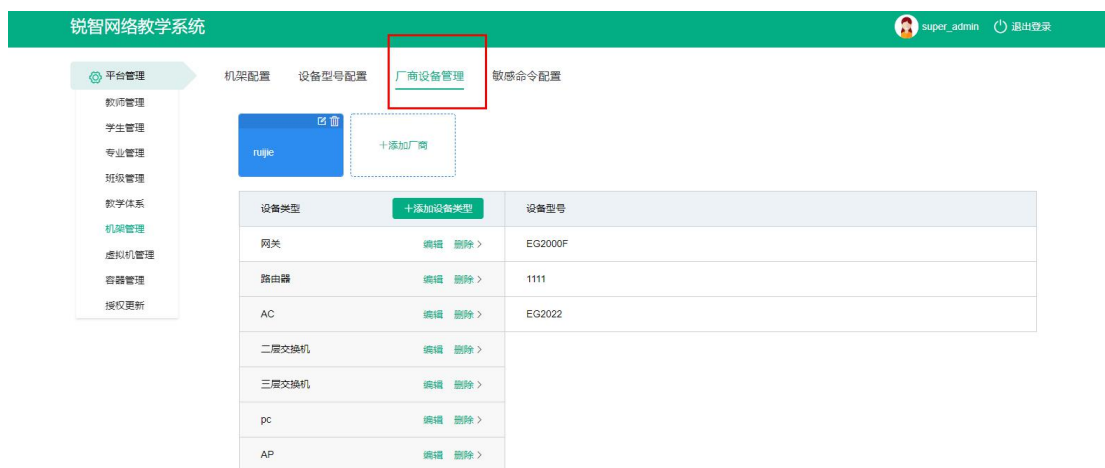 锐智网络教学系统 super_admin 退出登录
平台管理 机架配置 设备型号配置 厂商设备管理 敏感命令配置
教师管理
学生管理
专业管理
班级管理
教学体系
机架管理
虚拟机管理
容器管理
授权更新
ruijie +添加厂商
设备类型 +添加设备类型 设备型号
网关 编辑 删除 > EG2000F
路由器 编辑 删除 > 1111
AC 编辑 删除 > EG2022
二层交换机 编辑 删除 >
三层交换机 编辑 删除 >
pc 编辑 删除 >
AP 编辑 删除 >